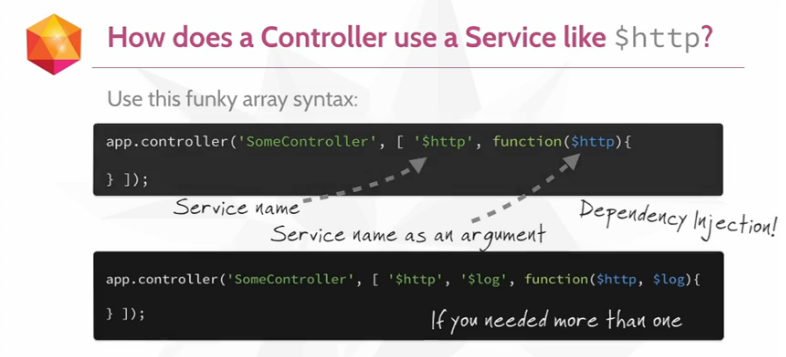 How does a Controller use a Service like $http?
Use this funky array syntax:
app.controller('SomeController', [ '$http', function($http){
} ]);
Service name
Service name as an argument
Dependency Injection!
app.controller('SomeController', [ '$http', '$log', function($http, $log){
} ]);
If you needed more than one